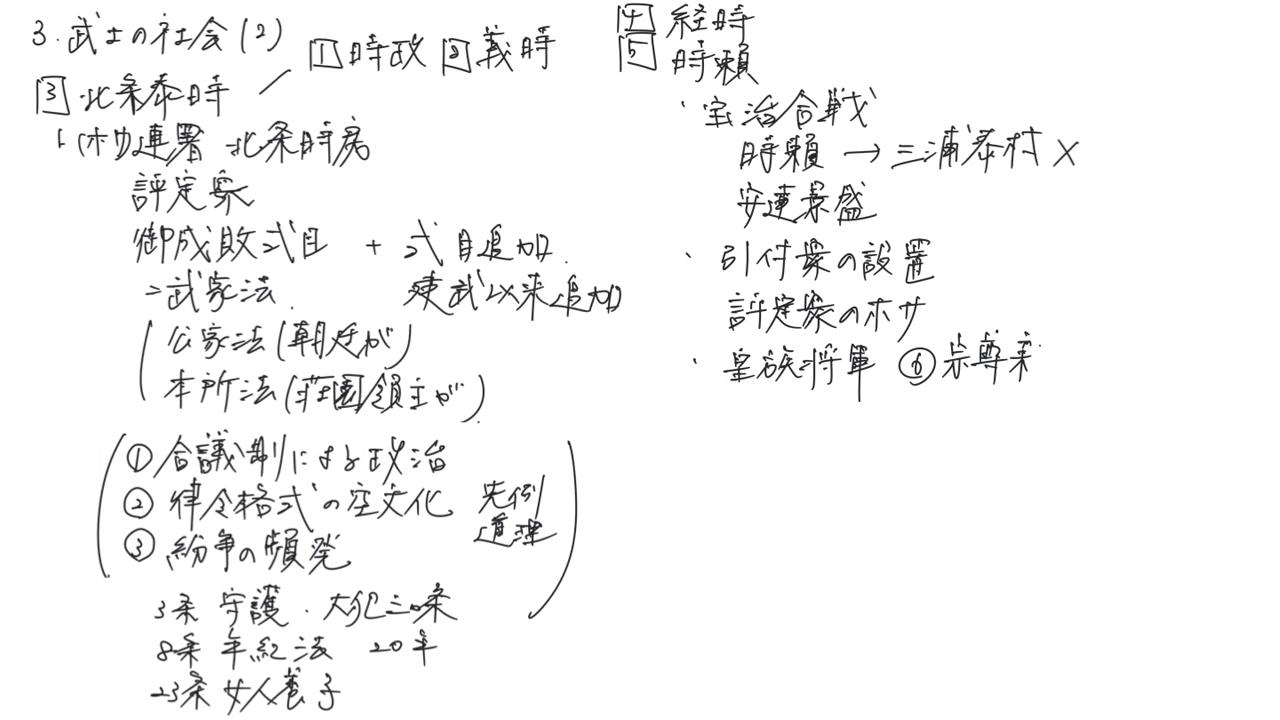 3. 武士の社会(2)
1 時政 2 義時
3 北条泰時
(ホサ)連署 北条時房
評定衆
御成敗式目 + 式目追加
=武家法 建武以来追加
公家法(朝廷が)
本所法(荘園領主が)
① 合議制による政治
② 律令格式の空文化 先例
道理
③ 紛争の頻発
3条 守護・大犯三ヶ条
8条 年紀法 20年
23条 女人養子
4 経時
5 時頼
・宝治合戦
時頼 → 三浦泰村 ×
安達景盛
・引付衆の設置
評定衆のホサ
・皇族将軍 ⑥宗尊親